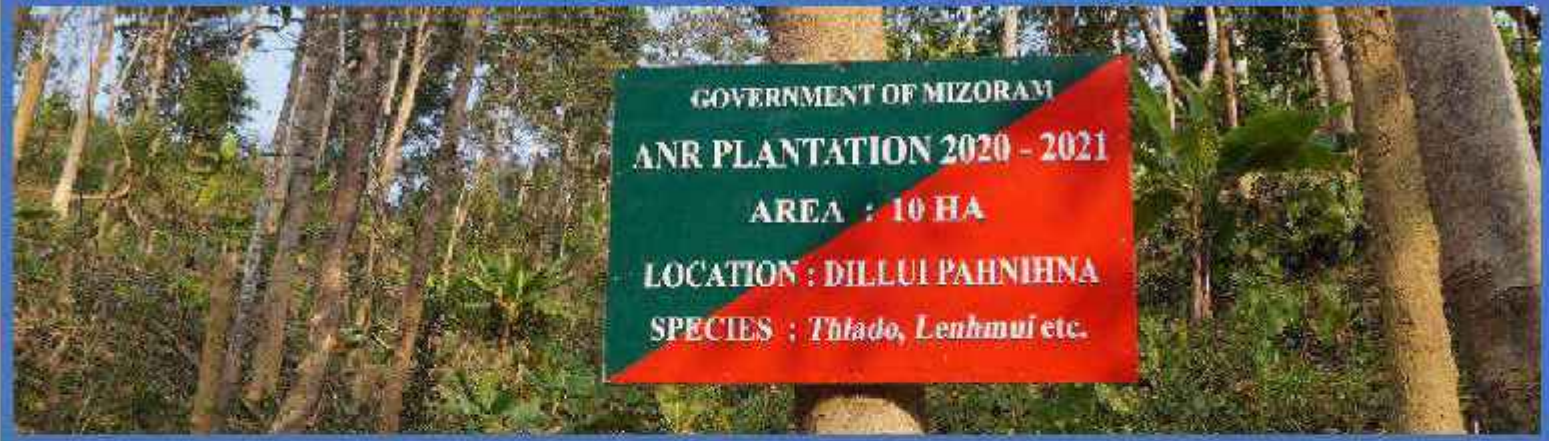 GOVERNMENT OF MIZORAM
ANR PLANTATION 2020 - 2021
AREA : 10 HA
LOCATION : DILLUI PAHNIHNA
SPECIES : Thlado, Lenhmui etc.